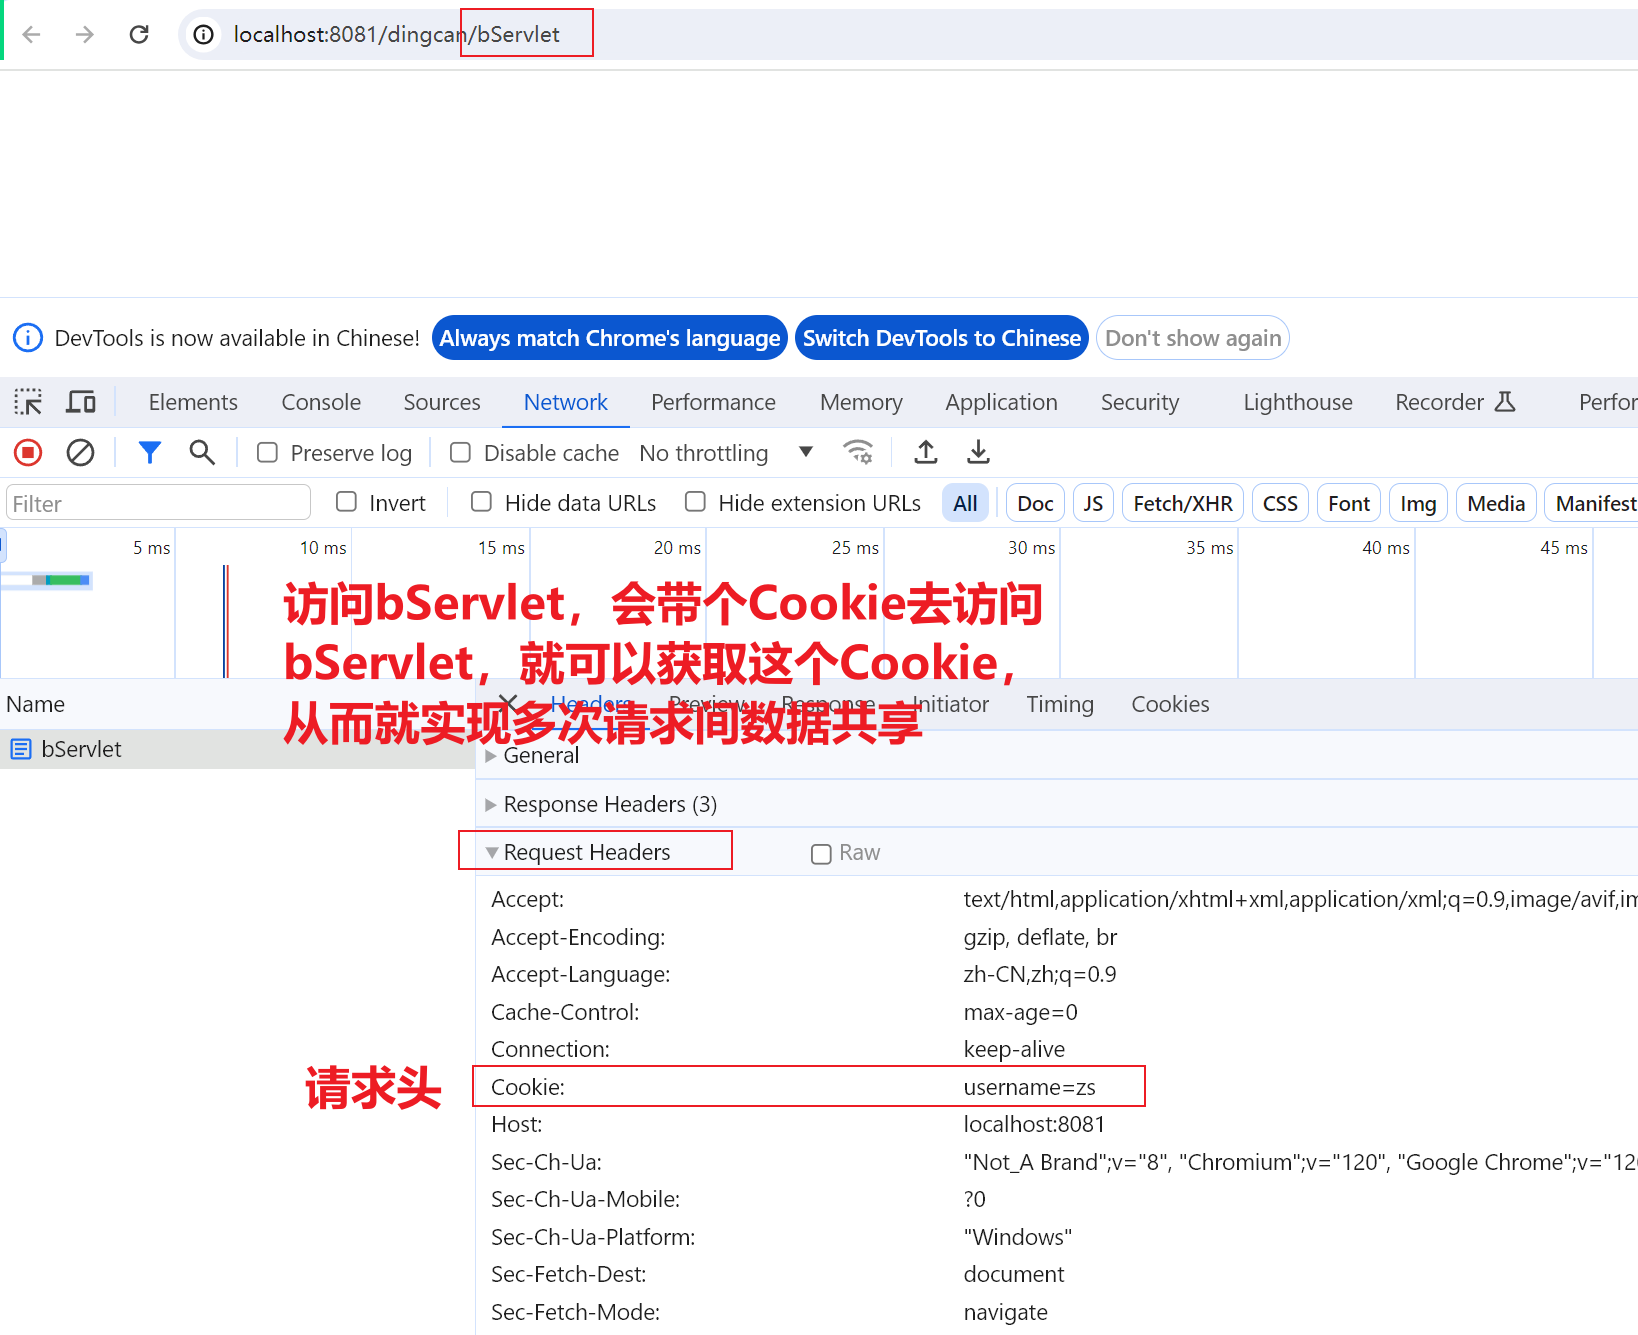 localhost:8081/dingcan/bServlet
DevTools is now available in Chinese! Always match Chrome's language Switch DevTools to Chinese Don't show again
Elements Console Sources Network Performance Memory Application Security Lighthouse Recorder Perfor
Preserve log Disable cache No throttling
Filter Invert Hide data URLs Hide extension URLs All Doc JS Fetch/XHR CSS Font Img Media Manifest
5 ms 10 ms 15 ms 20 ms 25 ms 30 ms 35 ms 40 ms 45 ms
访问bServlet，会带个Cookie去访问
bServlet，就可以获取这个Cookie，
从而就实现多次请求间数据共享
Name Headers Preview Response Initiator Timing Cookies
bServlet
General
Response Headers (3)
Request Headers Raw
Accept: text/html,application/xhtml+xml,application/xml;q=0.9,image/avif,im
Accept-Encoding: gzip, deflate, br
Accept-Language: zh-CN,zh;q=0.9
Cache-Control: max-age=0
Connection: keep-alive
请求头
Cookie: username=zs
Host: localhost:8081
Sec-Ch-Ua: "Not_A Brand";v="8", "Chromium";v="120", "Google Chrome";v="120
Sec-Ch-Ua-Mobile: ?0
Sec-Ch-Ua-Platform: "Windows"
Sec-Fetch-Dest: document
Sec-Fetch-Mode: navigate